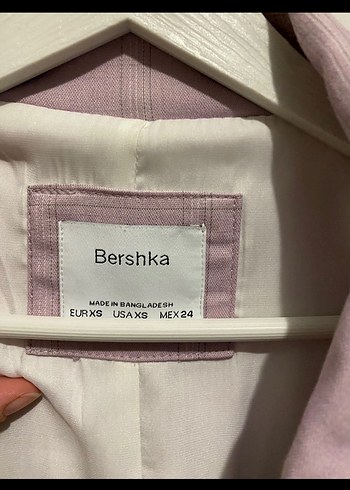 Bershka
MADE IN BANGLADESH
EUR XS USA XS MEX 24